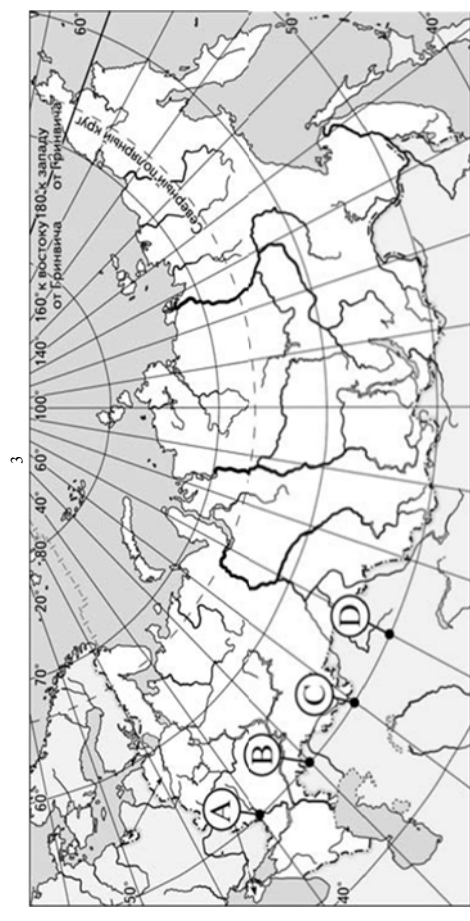 3
60°
70°
20°
80°
40°
60°
100°
140°
160° к востоку 180° к западу
от Гринвича от Гринвича
60°
Северный полярный круг
50°
40°
50°
40°
A
B
C
D